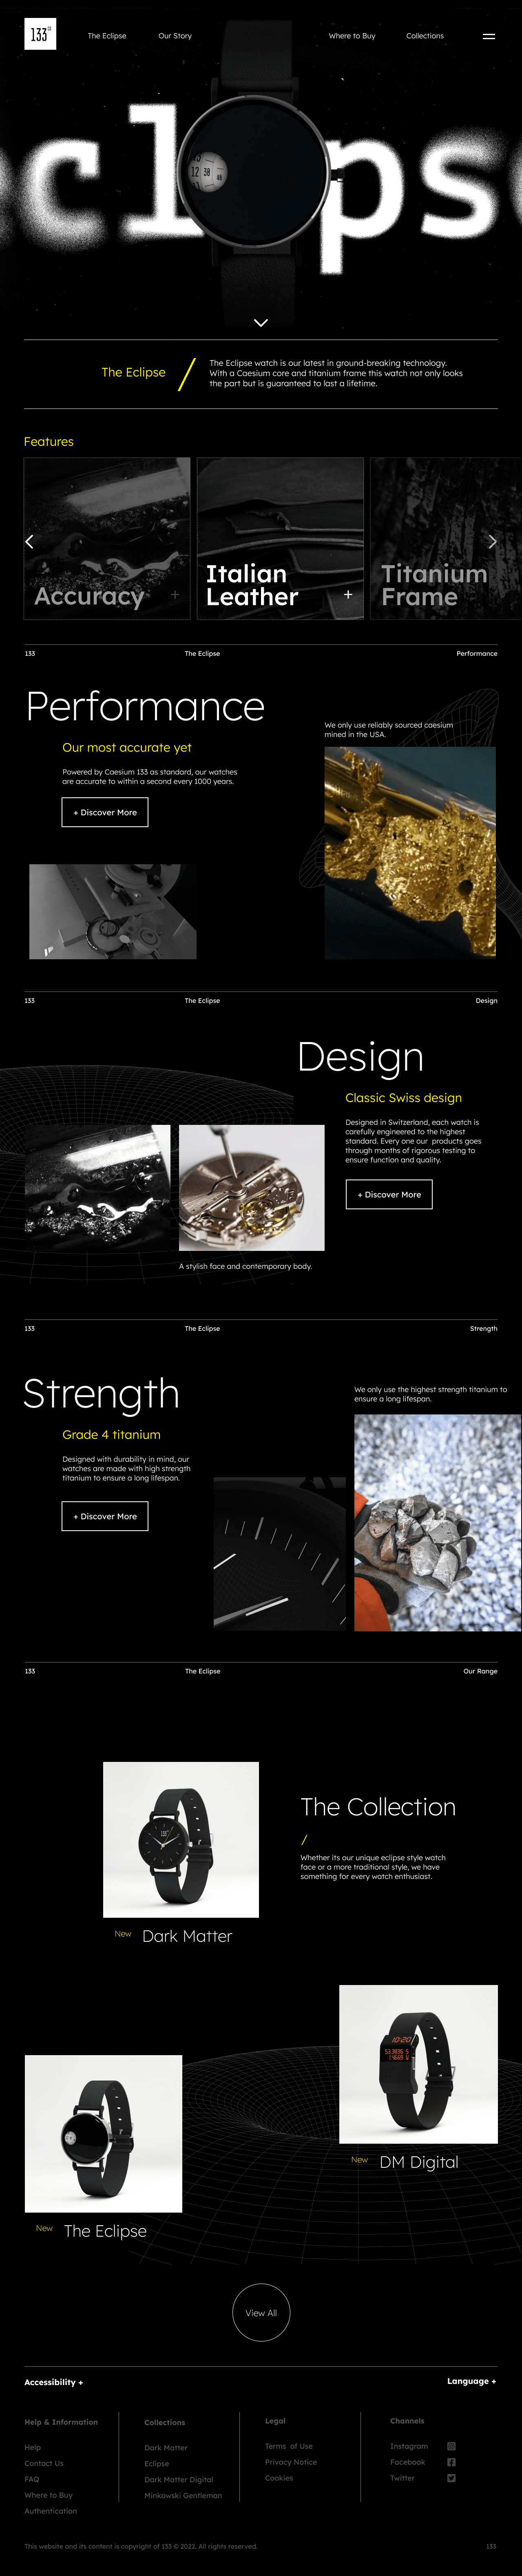 133
The Eclipse
Our Story
Where to Buy
Collections
eclipse
12 30
The Eclipse
/
The Eclipse watch is our latest in ground-breaking technology.
With a Caesium core and titanium frame this watch not only looks
the part but is guaranteed to last a lifetime.
Features
Accuracy +
Italian
Leather +
Titanium
Frame
133 The Eclipse Performance
Performance
Our most accurate yet
Powered by Caesium 133 as standard, our watches
are accurate to within a second every 1000 years.
+ Discover More
We only use reliably sourced caesium
mined in the USA.
133 The Eclipse Design
Design
Classic Swiss design
Designed in Switzerland, each watch is
carefully engineered to the highest
standard. Every one our products goes
through months of rigorous testing to
ensure function and quality.
+ Discover More
A stylish face and contemporary body.
133 The Eclipse Strength
Strength
Grade 4 titanium
Designed with durability in mind, our
watches are made with high strength
titanium to ensure a long lifespan.
+ Discover More
We only use the highest strength titanium to
ensure a long lifespan.
133 The Eclipse Our Range
133
New Dark Matter
The Collection
/
Whether its our unique eclipse style watch
face or a more traditional style, we have
something for every watch enthusiast.
10:20
New DM Digital
New The Eclipse
View All
Accessibility +
Language +
Help & Information
Help
Contact Us
FAQ
Where to Buy
Authentication
Collections
Dark Matter
Eclipse
Dark Matter Digital
Minkowski Gentleman
Legal
Terms of Use
Privacy Notice
Cookies
Channels
Instagram
Facebook
Twitter
This website and its content is copyright of 133 © 2022. All rights reserved.
133